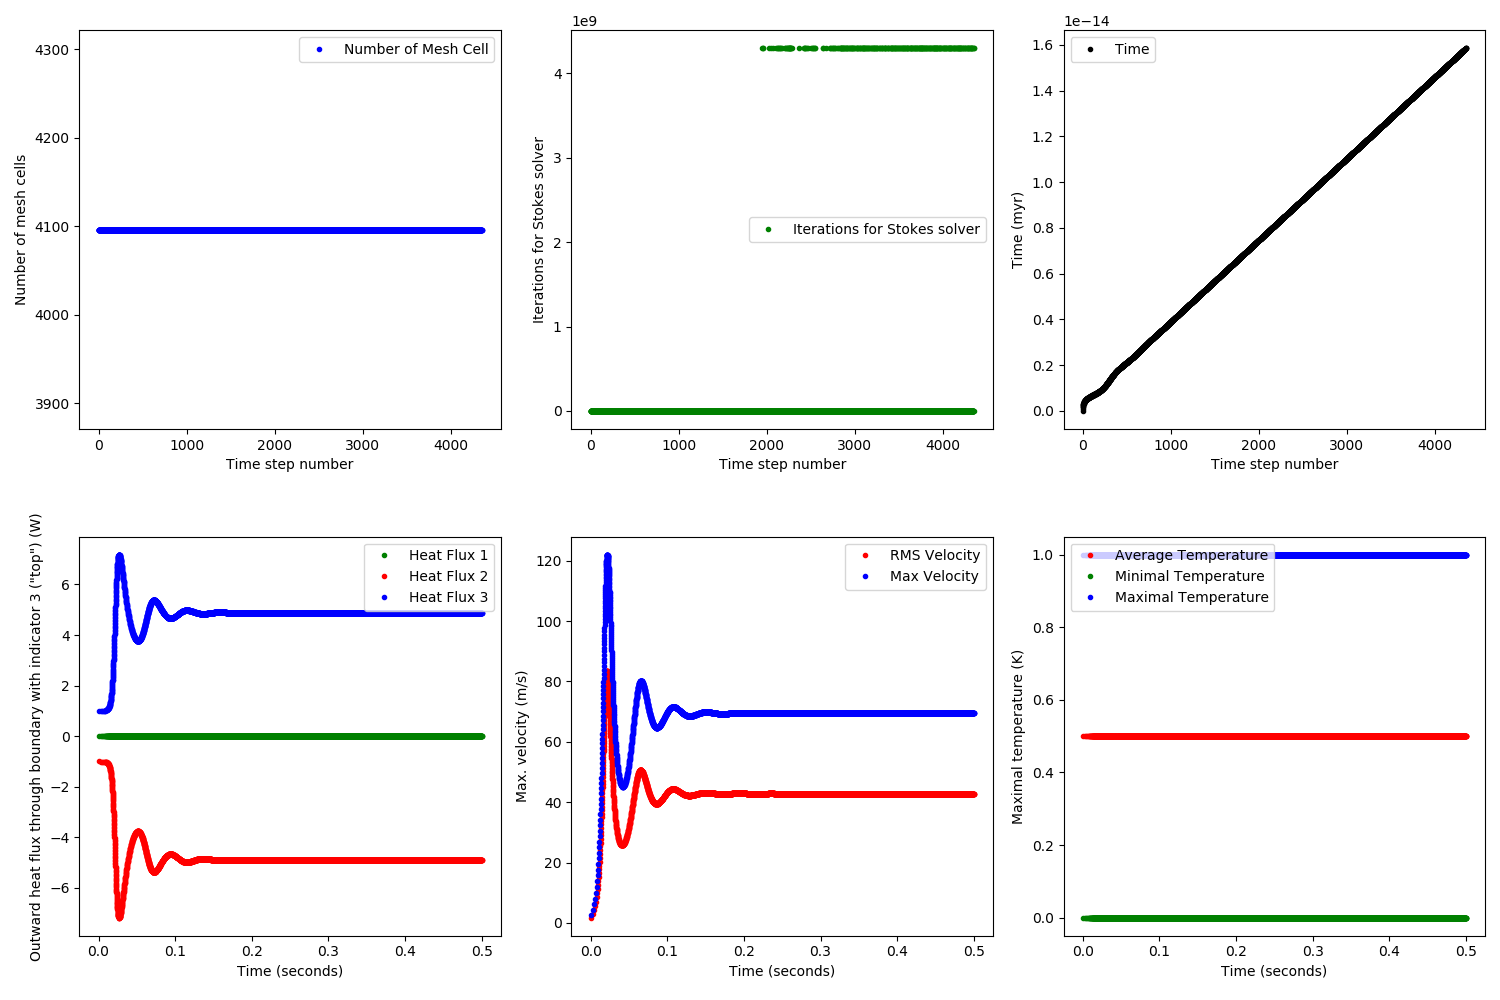 Number of mesh cells
4300
4200
4100
4000
3900
Number of Mesh Cell
0 1000 2000 3000 4000
Time step number
1e9
Iterations for Stokes solver
4
3
2
1
0
Iterations for Stokes solver
0 1000 2000 3000 4000
Time step number
1e−14
Time (myr)
1.6
1.4
1.2
1.0
0.8
0.6
0.4
0.2
0.0
Time
0 1000 2000 3000 4000
Time step number
Outward heat flux through boundary with indicator 3 ("top") (W)
6
4
2
0
−2
−4
−6
Heat Flux 1
Heat Flux 2
Heat Flux 3
0.0 0.1 0.2 0.3 0.4 0.5
Time (seconds)
Max. velocity (m/s)
120
100
80
60
40
20
0
RMS Velocity
Max Velocity
0.0 0.1 0.2 0.3 0.4 0.5
Time (seconds)
Maximal temperature (K)
1.0
0.8
0.6
0.4
0.2
0.0
Average Temperature
Minimal Temperature
Maximal Temperature
0.0 0.1 0.2 0.3 0.4 0.5
Time (seconds)